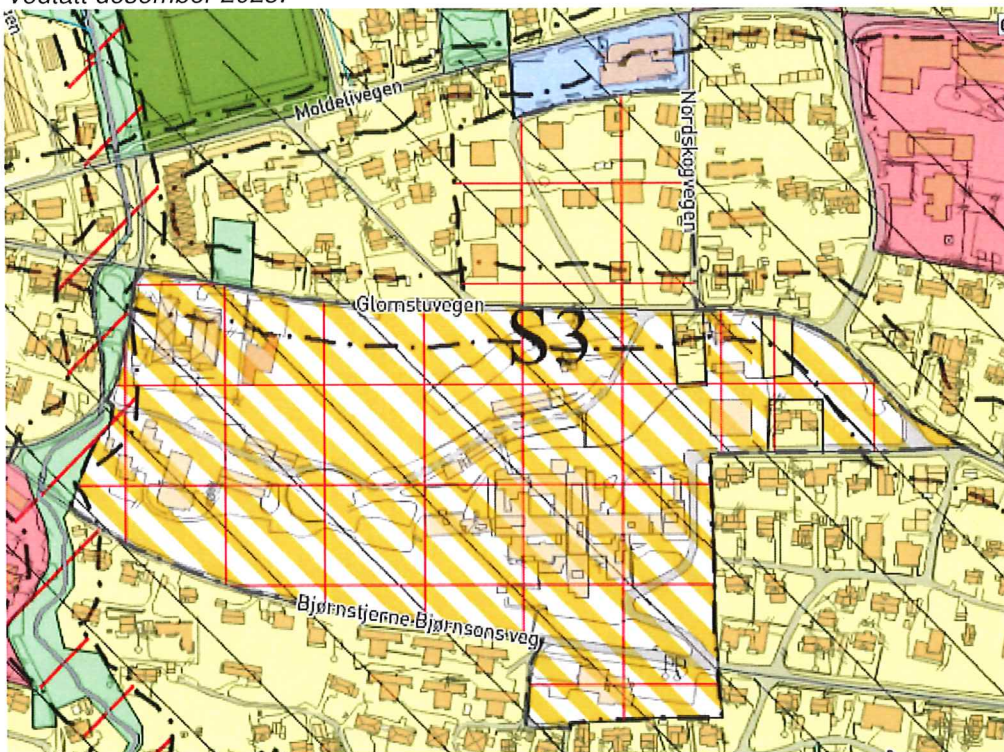 Vedtatt desember 2023.
Moldelivegen
Nordskogvegen
Glomstuvegen
S3
Bjørnstjerne Bjørnsons veg